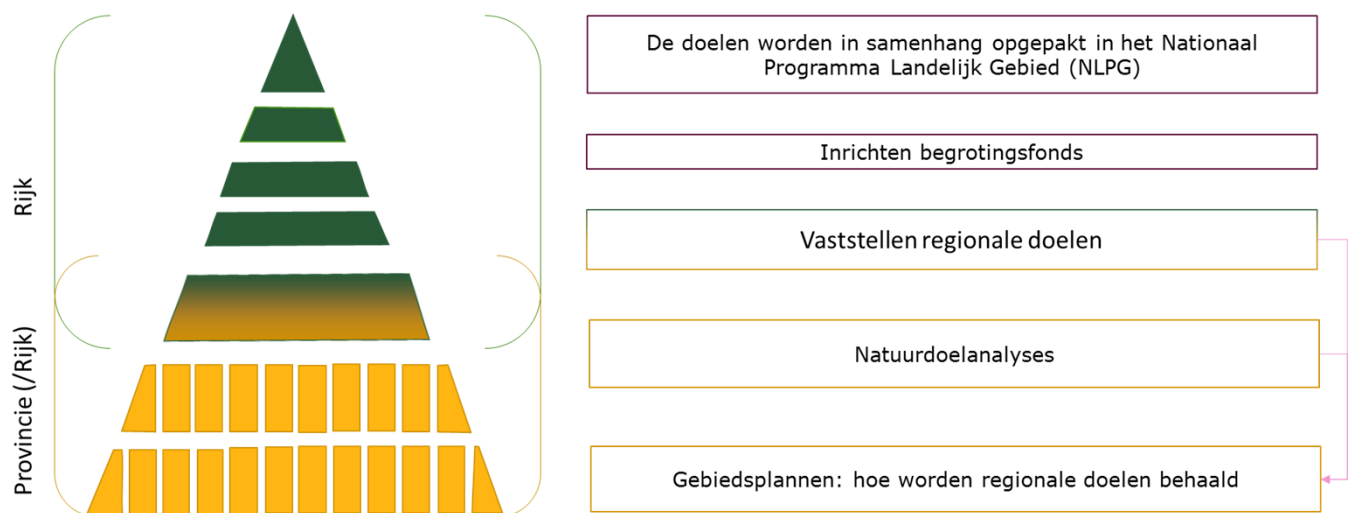 De doelen worden in samenhang opgepakt in het Nationaal
Programma Landelijk Gebied (NLPG)
Inrichten begrotingsfonds
Rijk
Vaststellen regionale doelen
Natuurdoelanalyses
Provincie (/Rijk)
Gebiedsplannen: hoe worden regionale doelen behaald